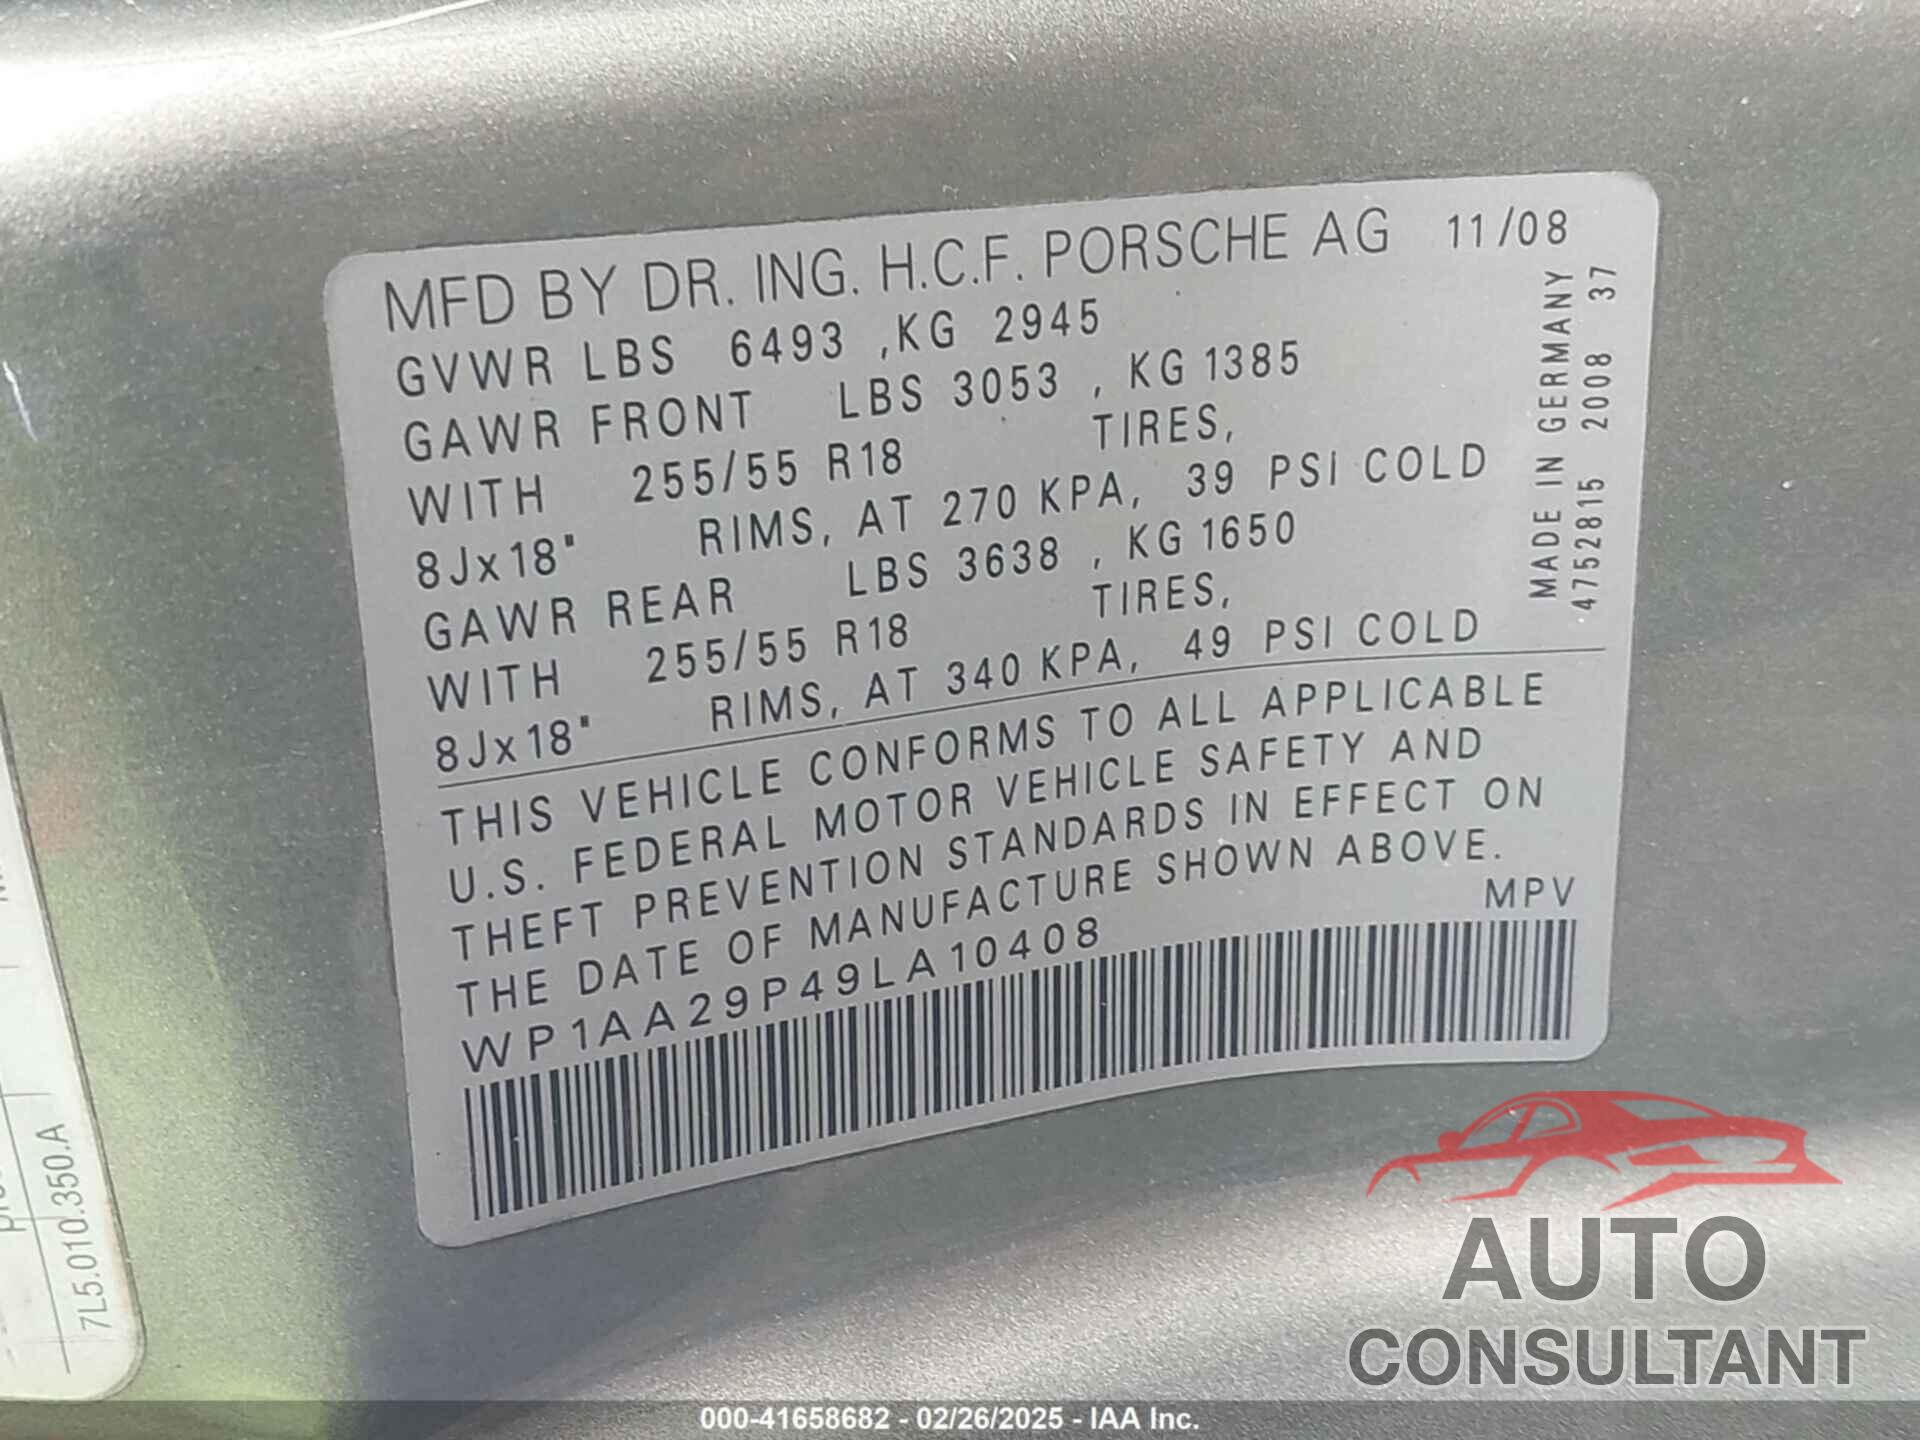 MFD BY DR. ING. H.C.F. PORSCHE AG 11/08
GVWR LBS 6493 ,KG 2945
GAWR FRONT LBS 3053 , KG 1385
WITH 255/55 R18 TIRES,
8Jx18" RIMS, AT 270 KPA, 39 PSI COLD
GAWR REAR LBS 3638 , KG 1650
WITH 255/55 R18 TIRES,
8Jx18" RIMS, AT 340 KPA, 49 PSI COLD
MADE IN GERMANY
4752815 2008 37
THIS VEHICLE CONFORMS TO ALL APPLICABLE
U.S. FEDERAL MOTOR VEHICLE SAFETY AND
THEFT PREVENTION STANDARDS IN EFFECT ON
THE DATE OF MANUFACTURE SHOWN ABOVE.
WP1AA29P49LA10408 MPV
7L5.010.350.A
AUTO
CONSULTANT
000-41658682 - 02/26/2025 - IAA Inc.